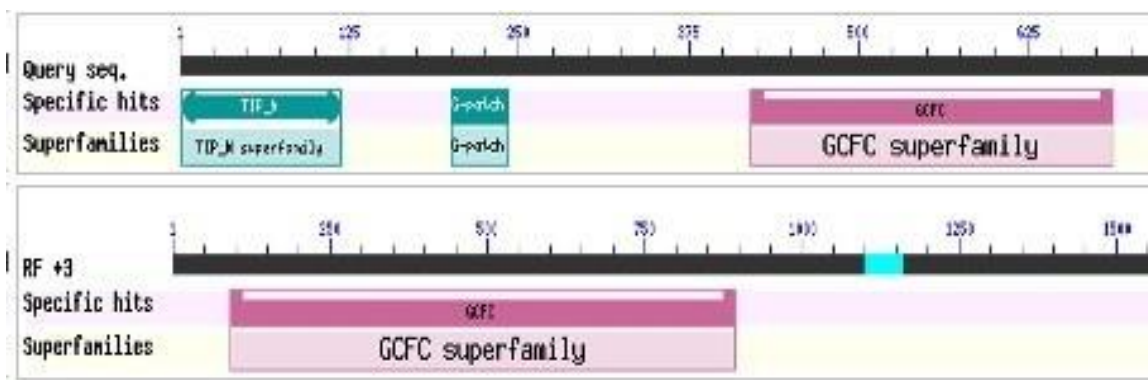 1 125 250 375 500 625
Query seq.
Specific hits TIP_N G-patch GCFC
Superfamilies TIP_N superfamily G-patch GCFC superfamily
1 250 500 750 1000 1250 1500
RF +3
Specific hits GCFC
Superfamilies GCFC superfamily